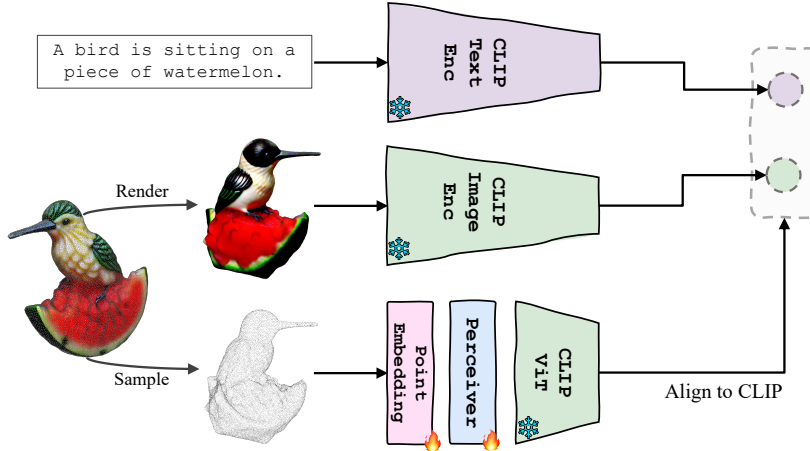 A bird is sitting on a
piece of watermelon.
CLIP
Text
Enc
Render
CLIP
Image
Enc
Sample
Point
Embedding
Perceiver
CLIP
ViT
Align to CLIP